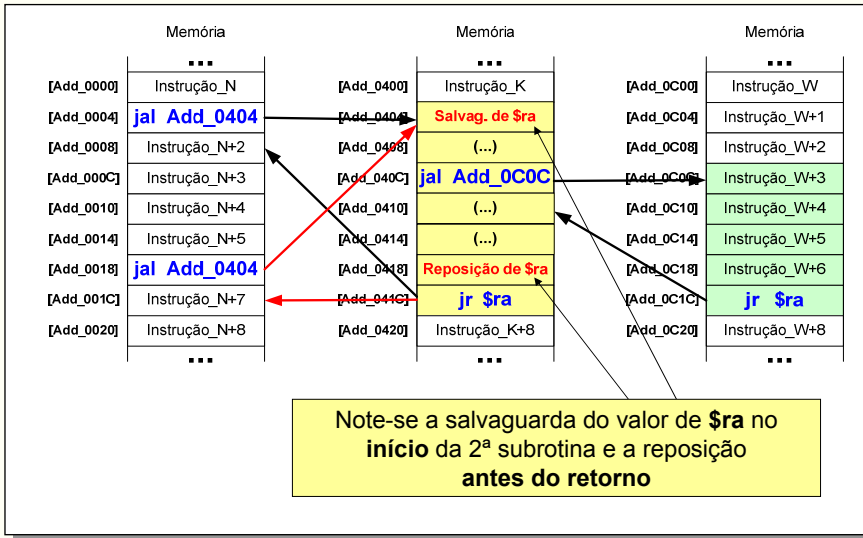 Memória Memória Memória
... ... ...
[Add_0000] Instrução_N [Add_0400] Instrução_K [Add_0C00] Instrução_W
[Add_0004] jal Add_0404 [Add_0404] Salvag. de $ra [Add_0C04] Instrução_W+1
[Add_0008] Instrução_N+2 [Add_0408] (...) [Add_0C08] Instrução_W+2
[Add_000C] Instrução_N+3 [Add_040C] jal Add_0C0C [Add_0C0C] Instrução_W+3
[Add_0010] Instrução_N+4 [Add_0410] (...) [Add_0C10] Instrução_W+4
[Add_0014] Instrução_N+5 [Add_0414] (...) [Add_0C14] Instrução_W+5
[Add_0018] jal Add_0404 [Add_0418] Reposição de $ra [Add_0C18] Instrução_W+6
[Add_001C] Instrução_N+7 [Add_041C] jr $ra [Add_0C1C] jr $ra
[Add_0020] Instrução_N+8 [Add_0420] Instrução_K+8 [Add_0C20] Instrução_W+8
... ... ...
Note-se a salvaguarda do valor de $ra no
início da 2ª subrotina e a reposição
antes do retorno